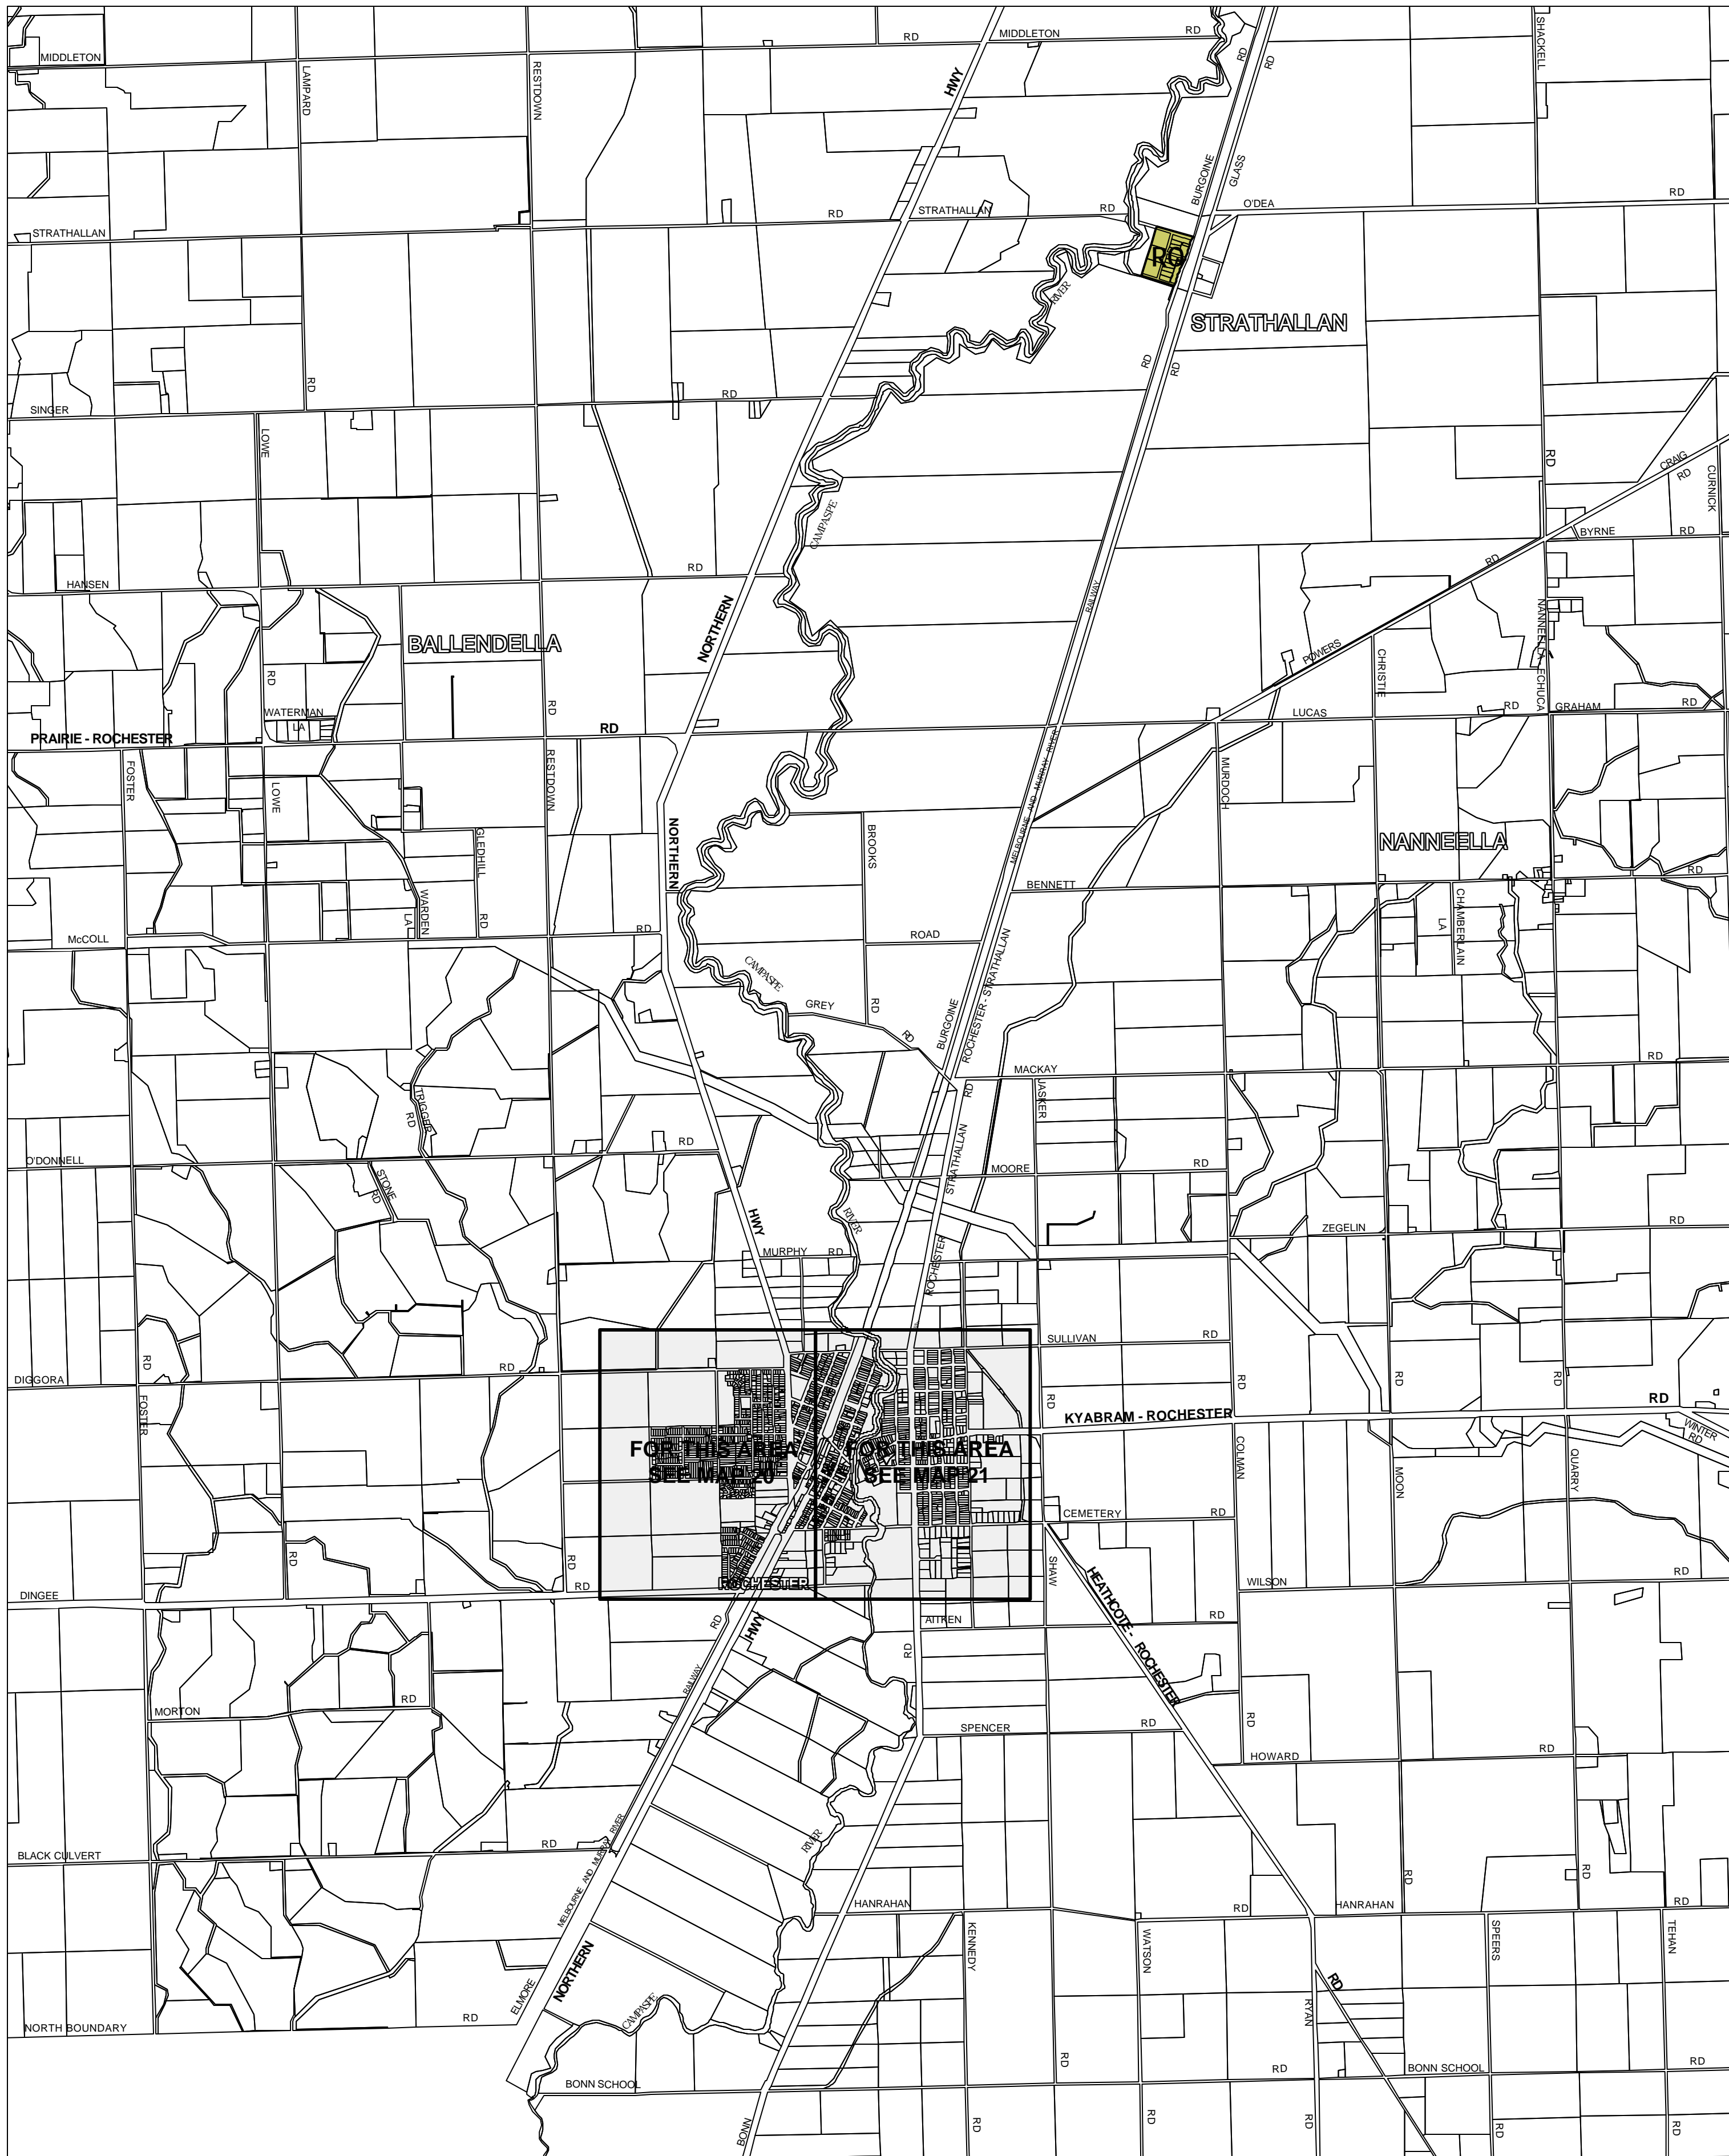 MIDDLETON
RD
MIDDLETON
RD
RD
RD
SHACKELL
LAMPARD
RESTDOWN
HWY
BURGOINE
GLASS
RD
STRATHALLAN
RD
STRATHALLAN
RD
O'DEA
RO
RIVER
STRATHALLAN
RD
RD
SINGER
RD
RD
LOWE
RD
CRAIG
RD
CURNICK
CAMPASPE
BYRNE
RD
RD
HANSEN
RD
RAILWAY
NORTHERN
NANNEELLA - ECHUCA
BALLENDELLA
POWERS
CHRISTIE
RD
RD
WATERMAN
LA
LUCAS
RD
GRAHAM
RD
PRAIRIE - ROCHESTER
RD
FOSTER
LOWE
RESTDOWN
MELBOURNE AND MURRAY RIVER
MURDOCH
NORTHERN
BROOKS
GLEDHILL
NANNEELLA
RD
BENNETT
WARDEN
LA
RD
CHAMBERLAIN
LA
McCOLL
RD
ROAD
CAMPASPE
ROCHESTER - STRATHALLAN
GREY
RD
RD
BURGOINE
RD
MACKAY
RD
JASKER
TRIGGER
RD
RD
O'DONNELL
STRATHALLAN
MOORE
RD
STONE
RD
HWY
RIVER
ZEGELIN
RD
MURPHY
RD
ROCHESTER
SULLIVAN
RD
RD
RD
DIGGORA
RD
RD
RD
RD
FOSTER
KYABRAM - ROCHESTER
RD
WINTER
RD
FOR THIS AREA
SEE MAP 20
FOR THIS AREA
SEE MAP 21
COLMAN
MOON
QUARRY
CEMETERY
RD
RD
RD
SHAW
HEATHCOTE - ROCHESTER
RD
ROCHESTER
WILSON
RD
DINGEE
RD
HWY
AITKEN
RD
RD
RAILWAY
MORTON
RD
SPENCER
RD
RD
HOWARD
RD
MELBOURNE AND MURRAY RIVER
RIVER
RD
BLACK CULVERT
RD
RD
HANRAHAN
RD
HANRAHAN
RD
KENNEDY
WATSON
SPEERS
TEHAN
NORTHERN
ELMORE
RD
CAMPASPE
RYAN
NORTH BOUNDARY
RD
RD
RD
BONN SCHOOL
RD
BONN SCHOOL
RD
BONN
RD
RD
RD
RD
RD